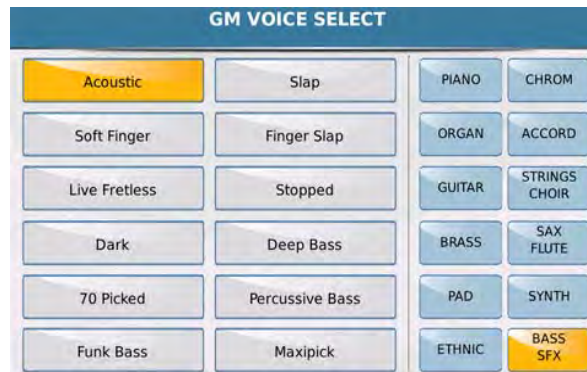 GM VOICE SELECT
Acoustic
Slap
PIANO
CHROM
Soft Finger
Finger Slap
ORGAN
ACCORD
Live Fretless
Stopped
GUITAR
STRINGS
CHOIR
Dark
Deep Bass
BRASS
SAX
FLUTE
70 Picked
Percussive Bass
PAD
SYNTH
Funk Bass
Maxipick
ETHNIC
BASS
SFX